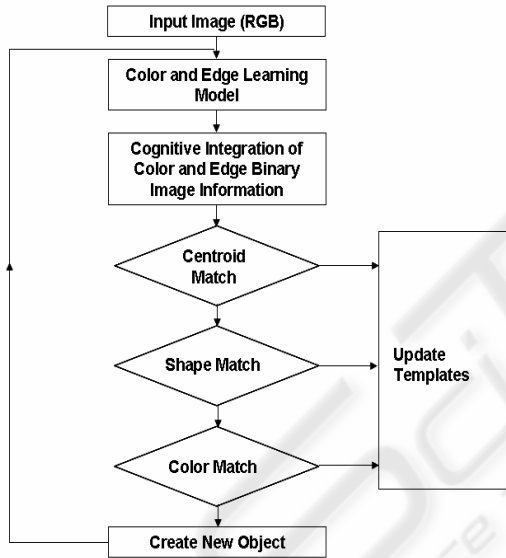 Input Image (RGB)
Color and Edge Learning
Model
Cognitive Integration of
Color and Edge Binary
Image Information
Centroid
Match
Shape Match
Update
Templates
Color Match
Create New Object